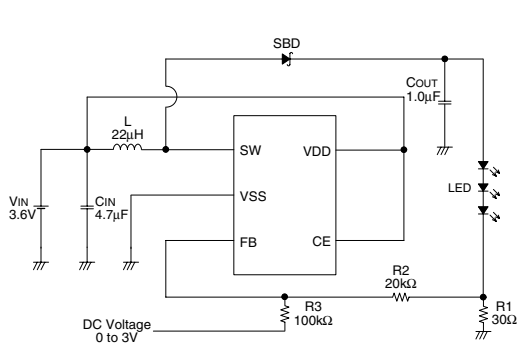 SBD
COUT
1.0μF
L
22μH
SW
VDD
VIN
3.6V
CIN
4.7μF
VSS
LED
FB
CE
R2
20kΩ
R3
100kΩ
R1
30Ω
DC Voltage
0 to 3V